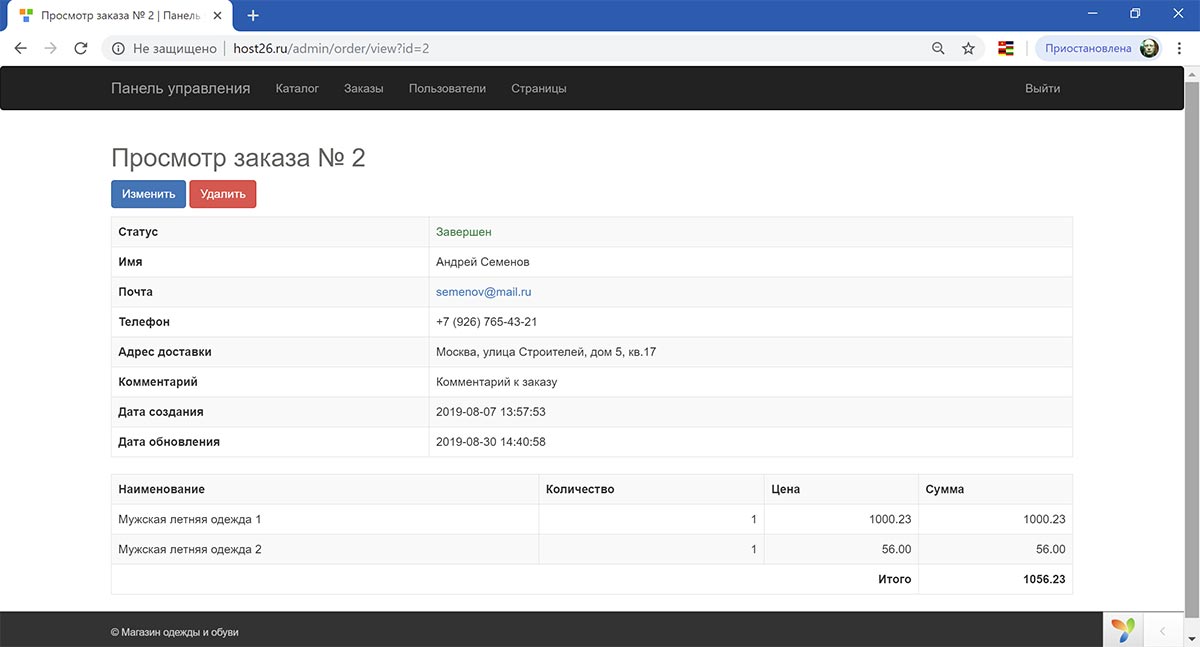 Просмотр заказа № 2 | Панель
Не защищено host26.ru/admin/order/view?id=2 Приостановлена
Панель управления Каталог Заказы Пользователи Страницы Выйти
Просмотр заказа № 2
Изменить Удалить
Статус Завершен
Имя Андрей Семенов
Почта semenov@mail.ru
Телефон +7 (926) 765-43-21
Адрес доставки Москва, улица Строителей, дом 5, кв.17
Комментарий Комментарий к заказу
Дата создания 2019-08-07 13:57:53
Дата обновления 2019-08-30 14:40:58
Наименование Количество Цена Сумма
Мужская летняя одежда 1 1 1000.23 1000.23
Мужская летняя одежда 2 1 56.00 56.00
Итого 1056.23
© Магазин одежды и обуви